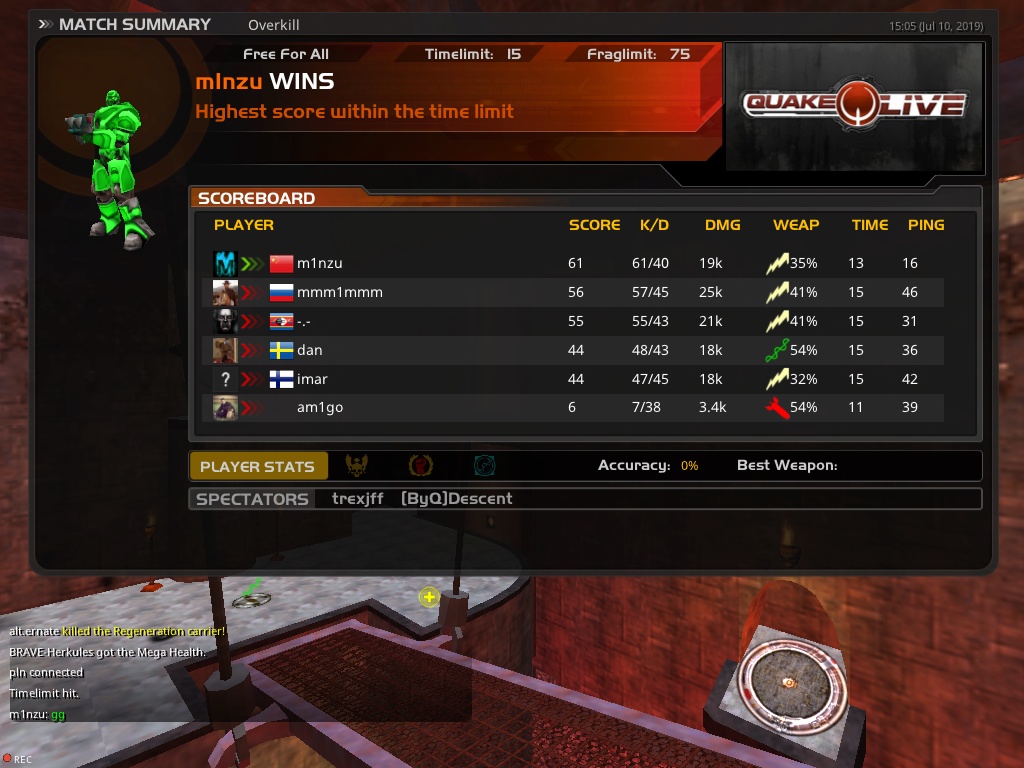 MATCH SUMMARY Overkill 15:05 (Jul 10, 2019)
Free For All Timelimit: 15 Fraglimit: 75
m1nzu WINS
Highest score within the time limit
QUAKE LIVE
SCOREBOARD
PLAYER SCORE K/D DMG WEAP TIME PING
m1nzu 61 61/40 19k 35% 13 16
mmm1mmm 56 57/45 25k 41% 15 46
-.- 55 55/43 21k 41% 15 31
dan 44 48/43 18k 54% 15 36
? imar 44 47/45 18k 32% 15 42
am1go 6 7/38 3.4k 54% 11 39
PLAYER STATS Accuracy: 0% Best Weapon:
SPECTATORS trexjff [ByQ]Descent
alt.ernate killed the Regeneration carrier!
BRAVE-Herkules got the Mega Health.
pln connected
Timelimit hit.
m1nzu: gg
REC